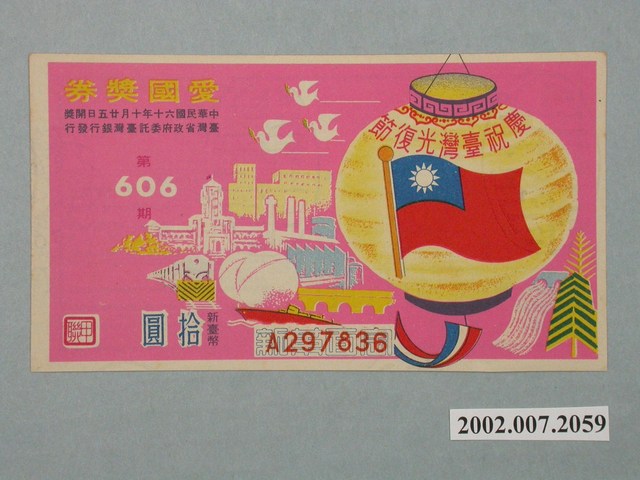 愛國獎券
中華民國六十年十月廿五日開獎
臺灣省政府委託臺灣銀行發行
慶祝臺灣光復節
第
606
期
新臺幣
拾圓
甲聯
A297836
2002.007.2059